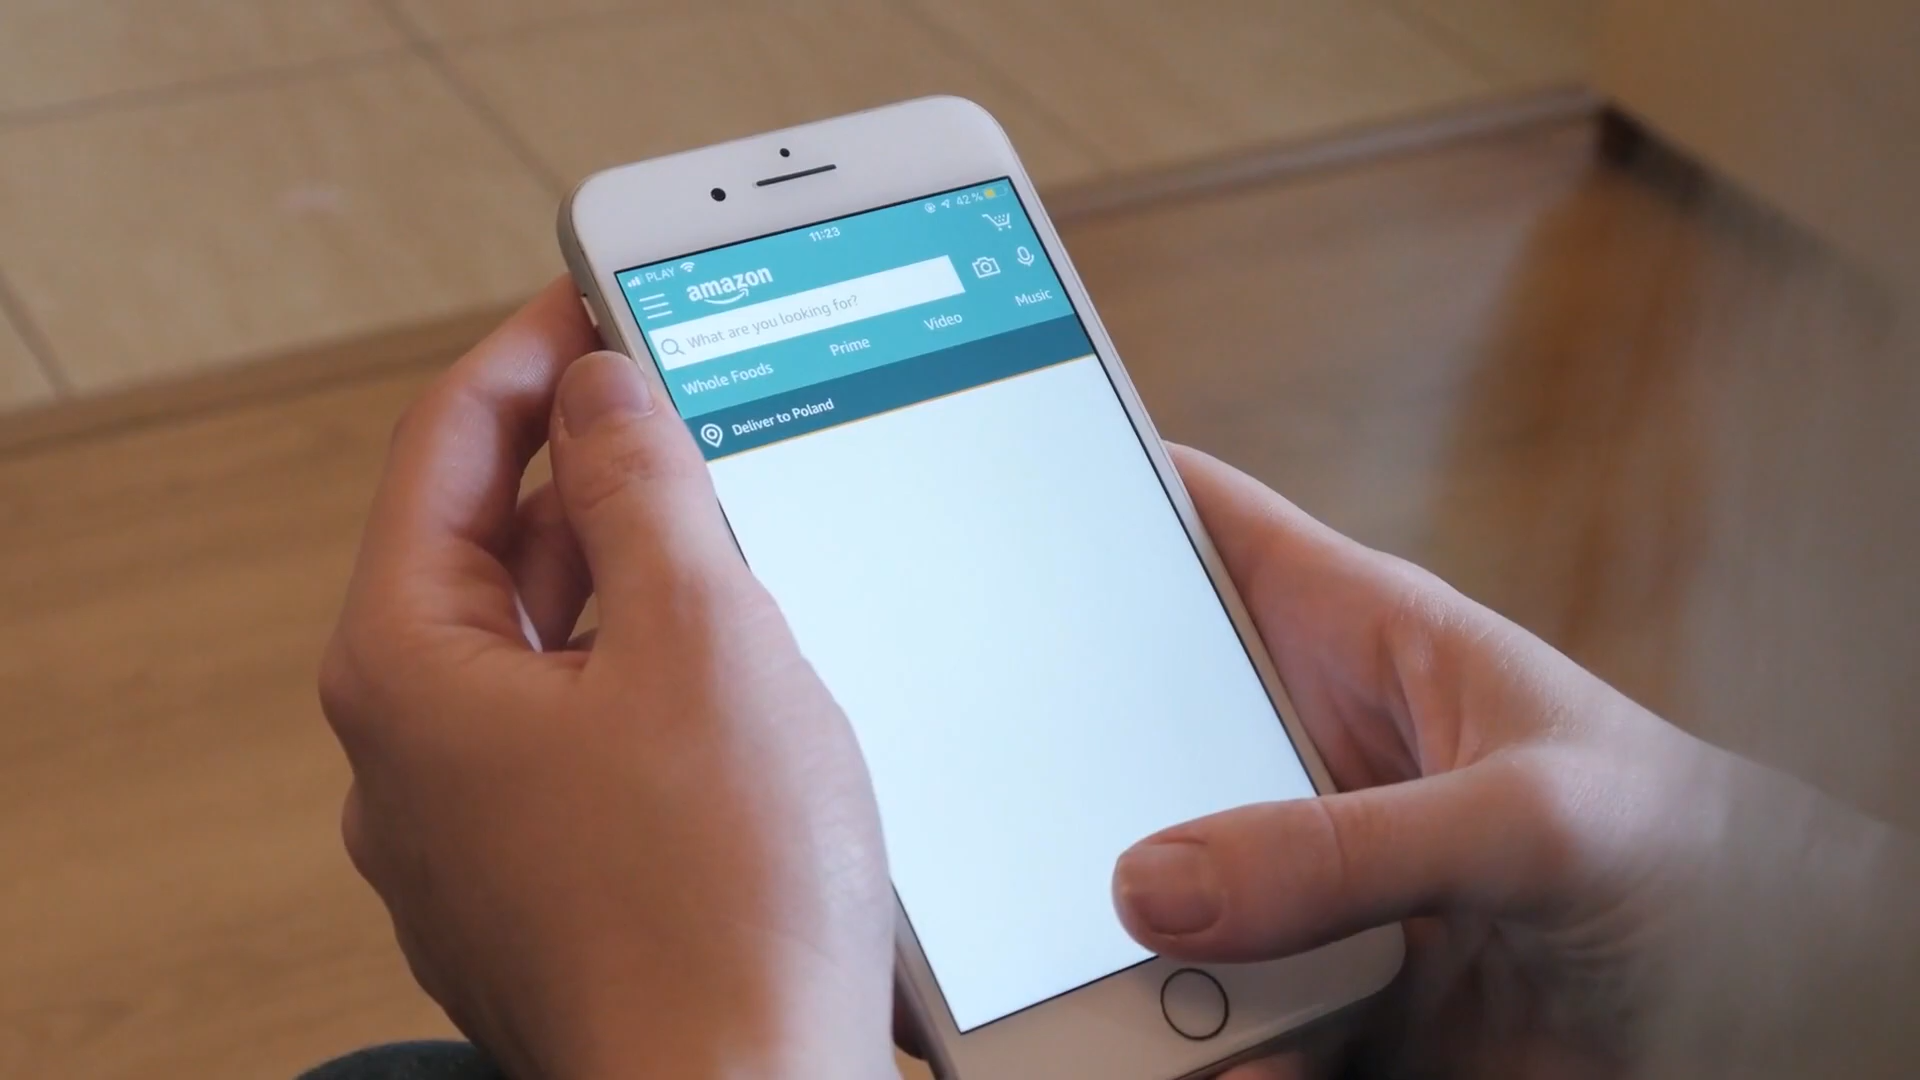 PLAY 11:23 42 %
amazon
What are you looking for?
Whole Foods Prime Video Music
Deliver to Poland